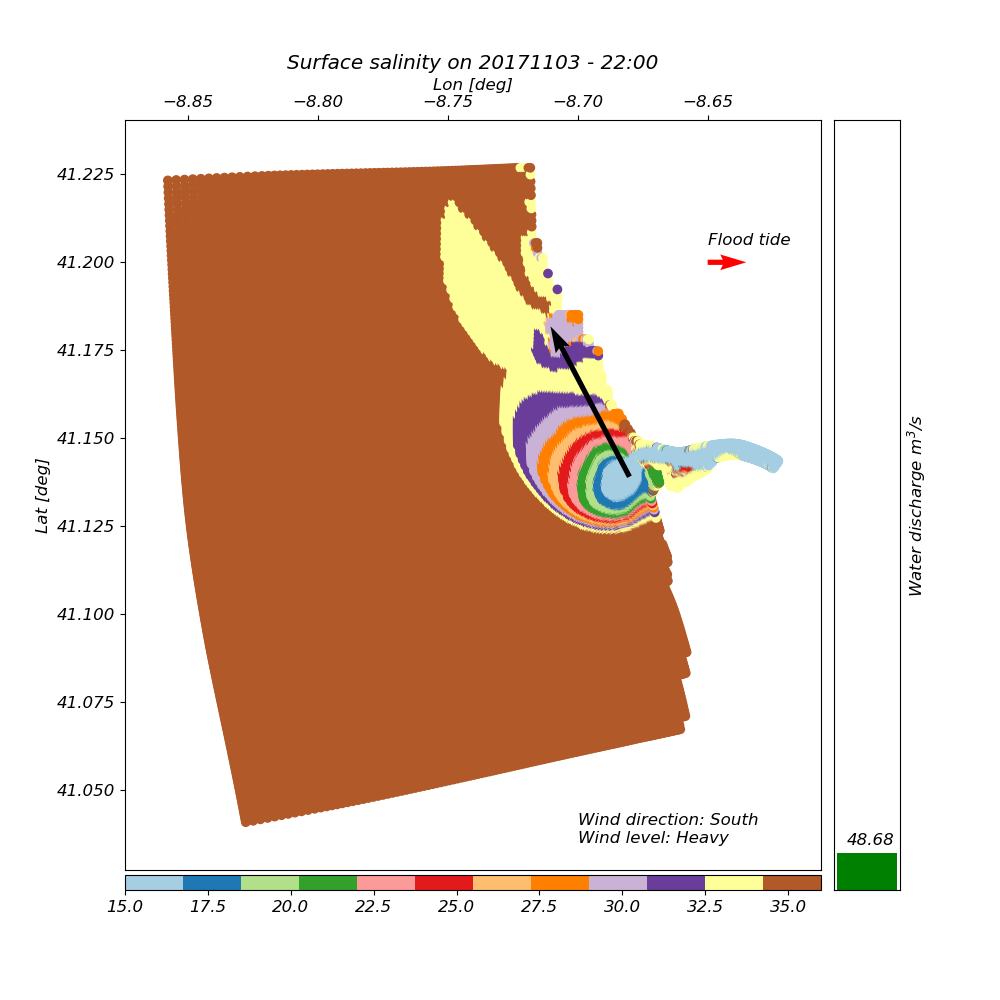 Surface salinity on 20171103 - 22:00
Lon [deg]
−8.85 −8.80 −8.75 −8.70 −8.65
41.225
41.200
41.175
41.150
41.125
41.100
41.075
41.050
Lat [deg]
Flood tide
Wind direction: South
Wind level: Heavy
15.0 17.5 20.0 22.5 25.0 27.5 30.0 32.5 35.0
48.68
Water discharge m³/s